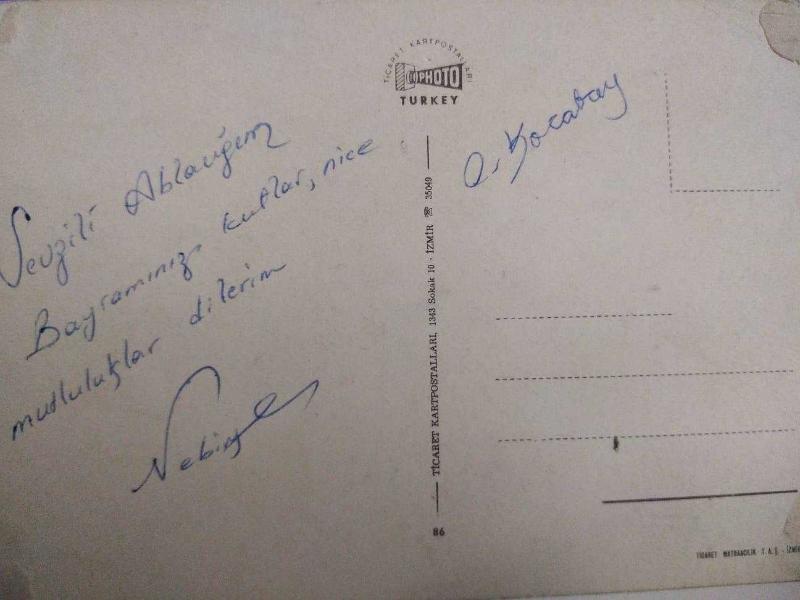 TİCARET KARTPOSTALLARI
PHOTO
TURKEY
Sevgili Ablacığım
Bayramınızı kutlar, nice
mutluluklar dilerim
A. Kocabay
TİCARET KARTPOSTALLARI, 1343 Sokak 10 - İZMİR ☏ 35049
86
TİCARET MATBAACILIK T.A.Ş. - İZMİR